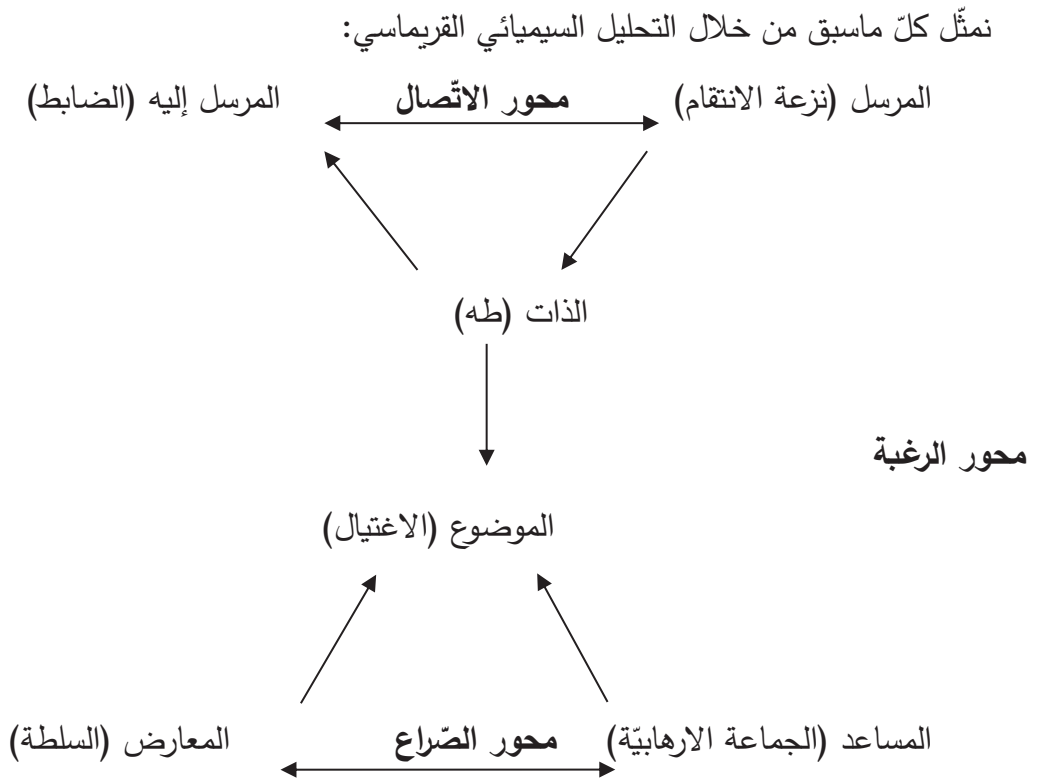 نمثّل كلّ ماسبق من خلال التحليل السيميائي القريماسي:
المرسل (نزعة الانتقام) محور الاتّصال المرسل إليه (الضابط)
الذات (طه)
محور الرغبة
الموضوع (الاغتيال)
المساعد (الجماعة الارهابيّة) محور الصّراع المعارض (السلطة)